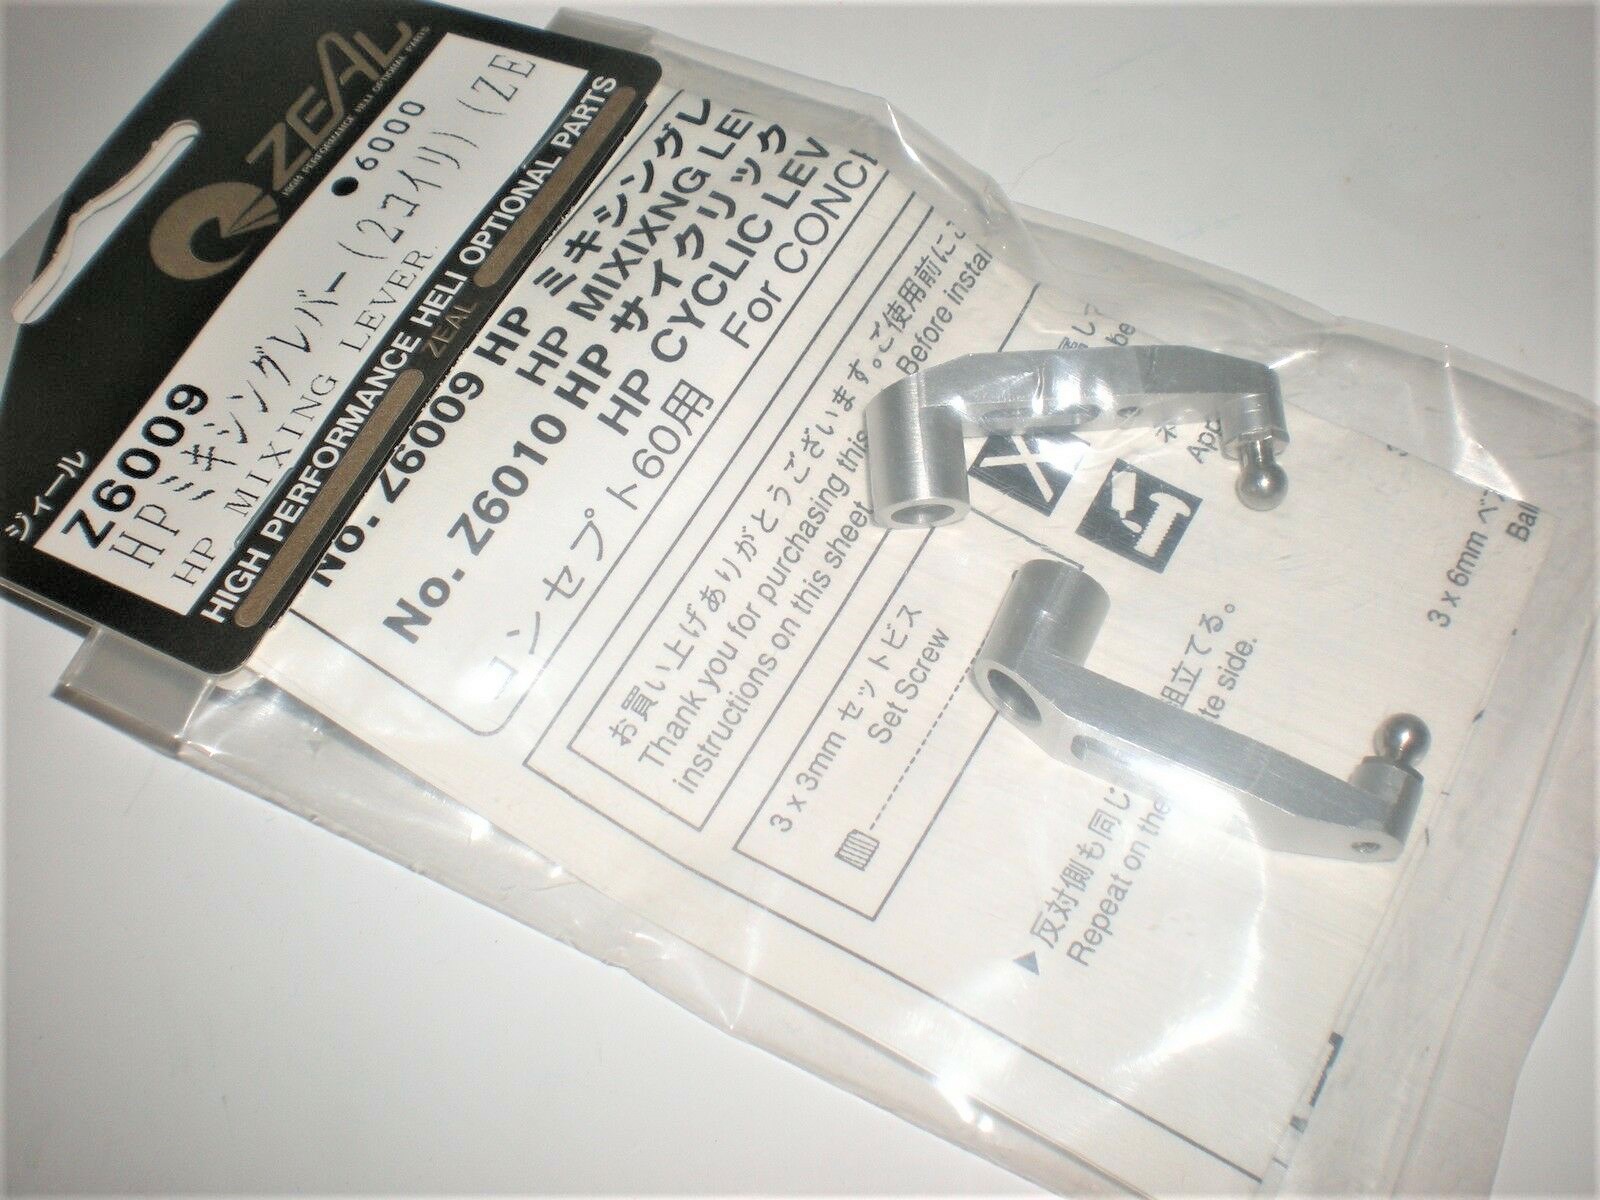 ZEAL
HIGH PERFORMANCE HELI OPTIONAL PARTS
ジィール
Z6009 6000
HPミキシングレバー(2コイリ)(ZE
HP MIXING LEVER.
HIGH PERFORMANCE HELI OPTIONAL PARTS
ZEAL
No. Z6009 HP ミキシングレ
HP MIXIXNG LEV
No. Z6010 HP サイクリック
HP CYCLIC LEV
コンセプト60用 For CONCE
お買い上げありがとうございます。ご使用前にこ
Thank you for purchasing this Before instal
instructions on this sheet
3 x 3mm セットビス
Set Screw
組立てる。
te side.
▶ 反対側も同じ
Repeat on the
3 x 6mm
Bal